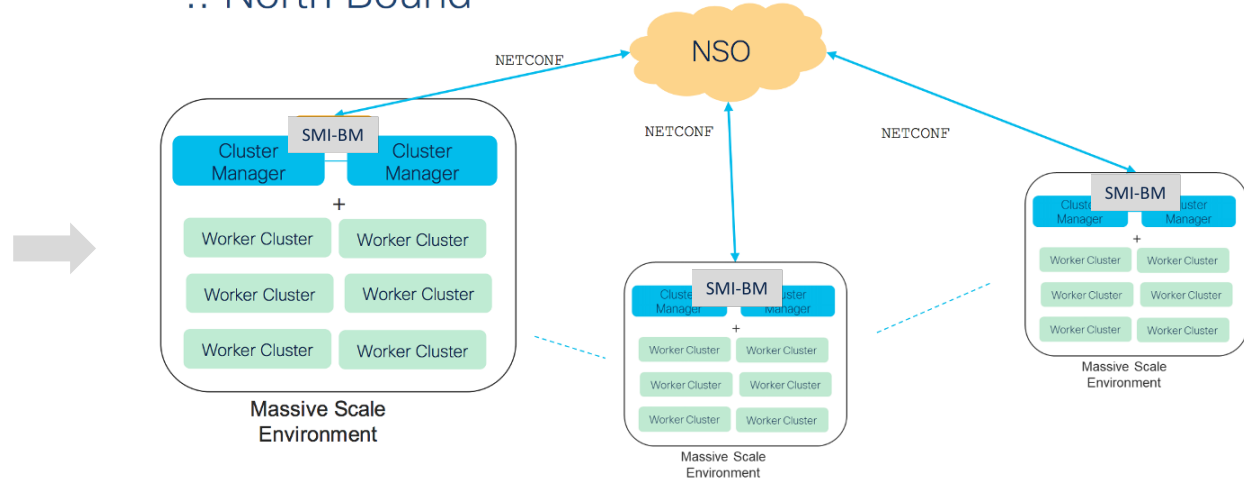 .. North Bound
NSO
NETCONF
NETCONF
NETCONF
SMI-BM
Cluster
Manager
Cluster
Manager
+
Worker Cluster
Worker Cluster
Worker Cluster
Worker Cluster
Worker Cluster
Worker Cluster
Massive Scale
Environment
SMI-BM
Manager
Manager
+
Worker Cluster
Worker Cluster
Worker Cluster
Worker Cluster
Worker Cluster
Worker Cluster
Massive Scale
Environment
SMI-BM
Manager
Manager
+
Worker Cluster
Worker Cluster
Worker Cluster
Worker Cluster
Worker Cluster
Worker Cluster
Massive Scale
Environment